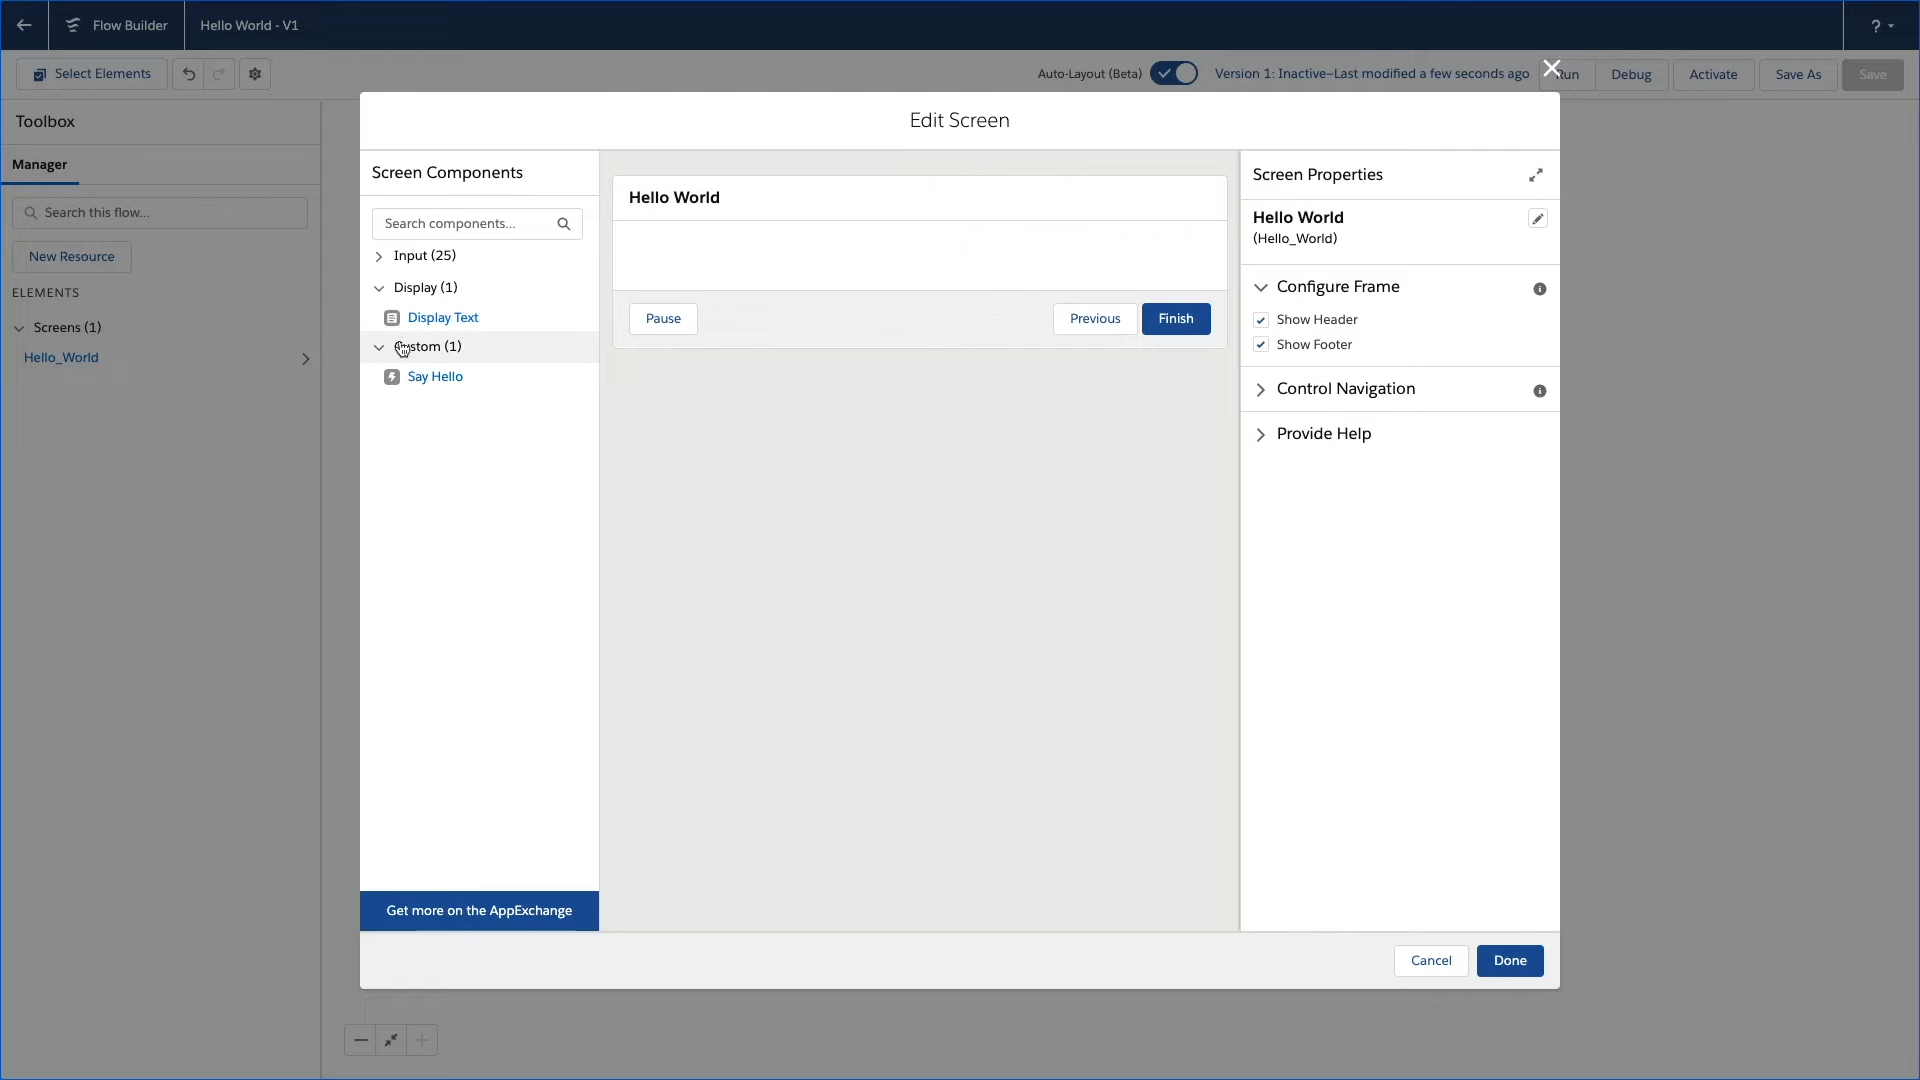 Flow Builder
Hello World - V1
?
Select Elements
Auto-Layout (Beta)
Version 1: Inactive—Last modified a few seconds ago
Debug
Activate
Save As
Save
Toolbox
Manager
Search this flow...
New Resource
ELEMENTS
Screens (1)
Hello_World
Edit Screen
Screen Components
Search components...
Input (25)
Display (1)
Display Text
Custom (1)
Say Hello
Get more on the AppExchange
Hello World
Pause
Previous
Finish
Screen Properties
Hello World
(Hello_World)
Configure Frame
Show Header
Show Footer
Control Navigation
Provide Help
Cancel
Done